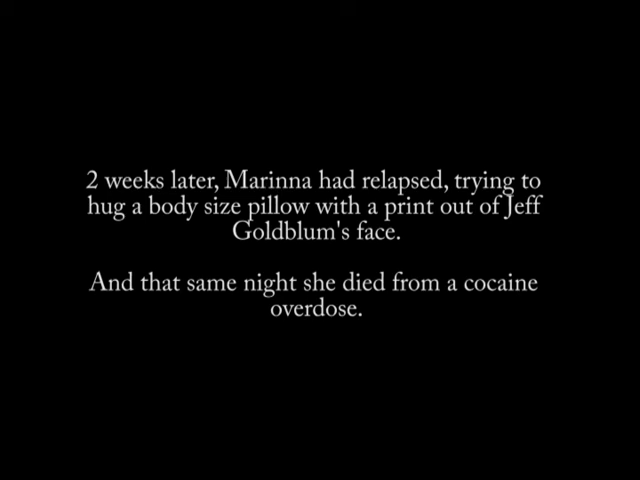 2 weeks later, Marinna had relapsed, trying to
hug a body size pillow with a print out of Jeff
Goldblum's face.
And that same night she died from a cocaine
overdose.